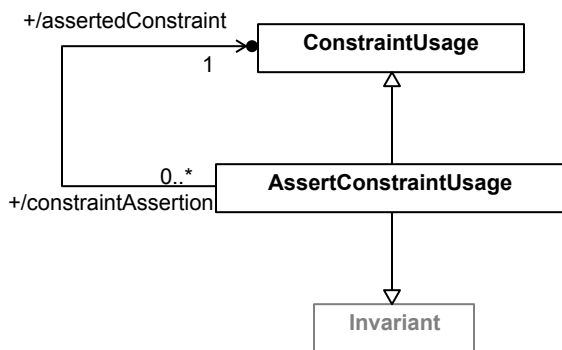 +/assertedConstraint
ConstraintUsage
1
0..*
AssertConstraintUsage
+/constraintAssertion
Invariant